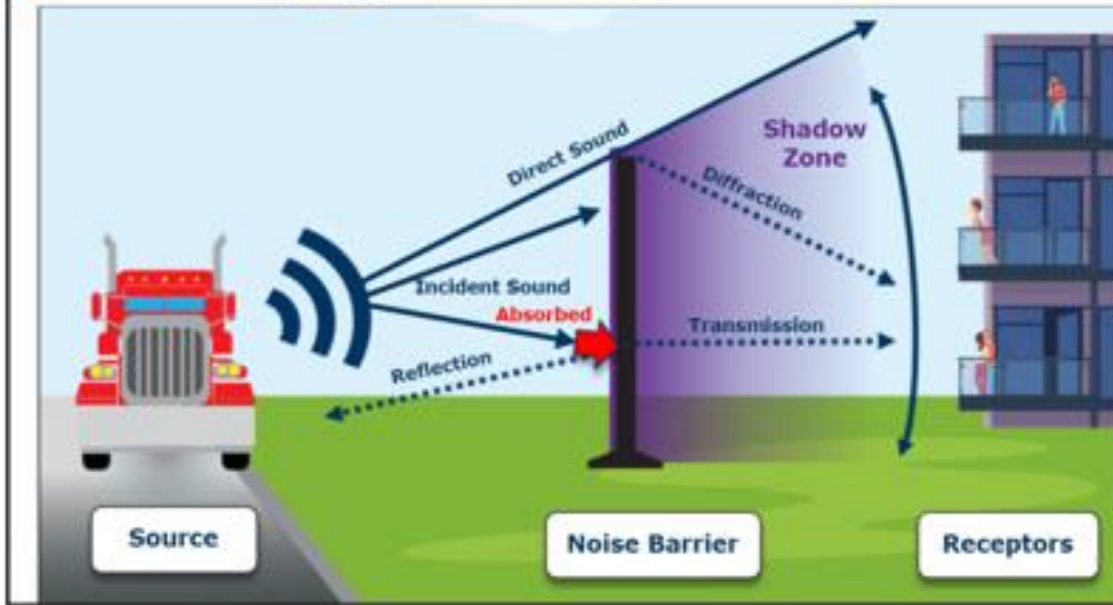 Direct Sound
Shadow
Zone
Diffraction
Incident Sound
Absorbed
Transmission
Reflection
Source
Noise Barrier
Receptors